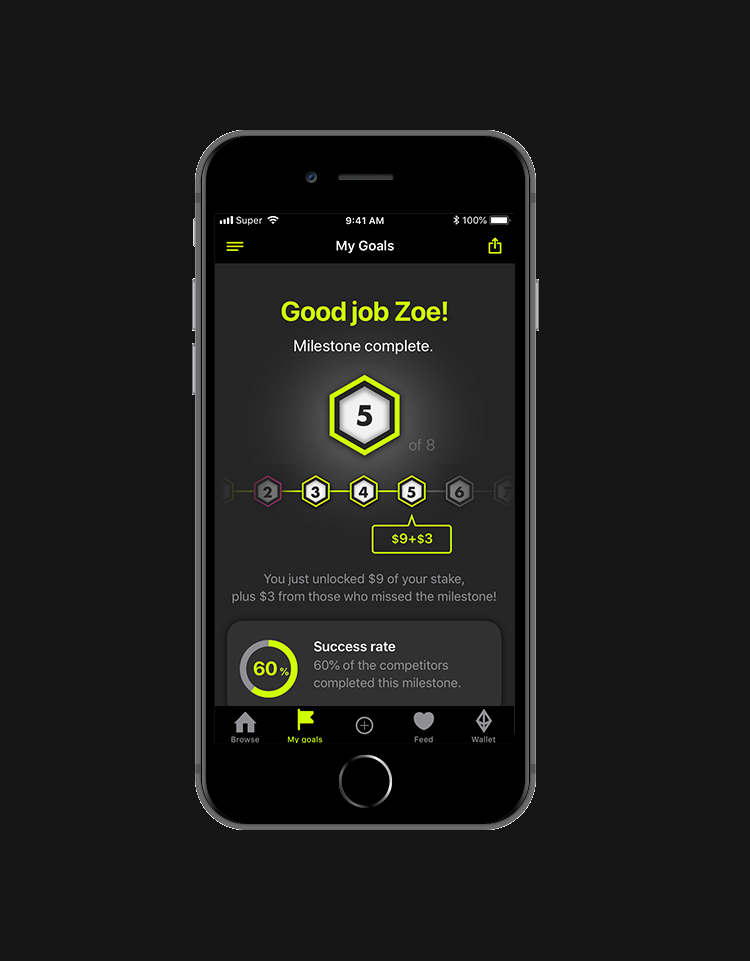 Super 9:41 AM 100%
My Goals
Good job Zoe!
Milestone complete.
5
of 8
2 3 4 5 6 7
$9+$3
You just unlocked $9 of your stake,
plus $3 from those who missed the milestone!
Success rate
60%
60% of the competitors
completed this milestone.
Browse My goals Feed Wallet